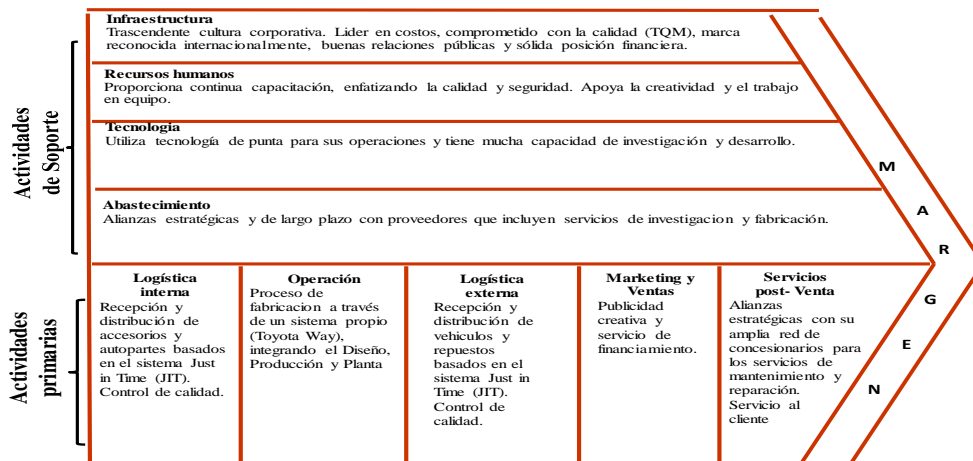 Infraestructura
Trascendente cultura corporativa. Lider en costos, comprometido con la calidad (TQM), marca
reconocida internacionalmente, buenas relaciones públicas y sólida posición financiera.
Recursos humanos
Proporciona continua capacitación, enfatizando la calidad y seguridad. Apoya la creatividad y el trabajo
en equipo.
Tecnologia
Utiliza tecnología de punta para sus operaciones y tiene mucha capacidad de investigación y desarrollo.
Abastecimiento
Alianzas estratégicas y de largo plazo con proveedores que incluyen servicios de investigacion y fabricación.
Actividades
de Soporte
Logística
interna
Recepción y
distribución de
accesorios y
autopartes basados
en el sistema Just
in Time (JIT).
Control de calidad.
Operación
Proceso de
fabricacion a través
de un sistema propio
(Toyota Way),
integrando el Diseño,
Producción y Planta
Logística
externa
Recepción y
distribución de
vehiculos y
repuestos
basados en el
sistema Just in
Time (JIT).
Control de
calidad.
Marketing y
Ventas
Publicidad
creativa y
servicio de
financiamiento.
Servicios
post- Venta
Alianzas
estratégicas con su
amplia red de
concesionarios para
los servicios de
mantenimiento y
reparación.
Servicio al
cliente
Actividades
primarias
M
A
R
G
E
N